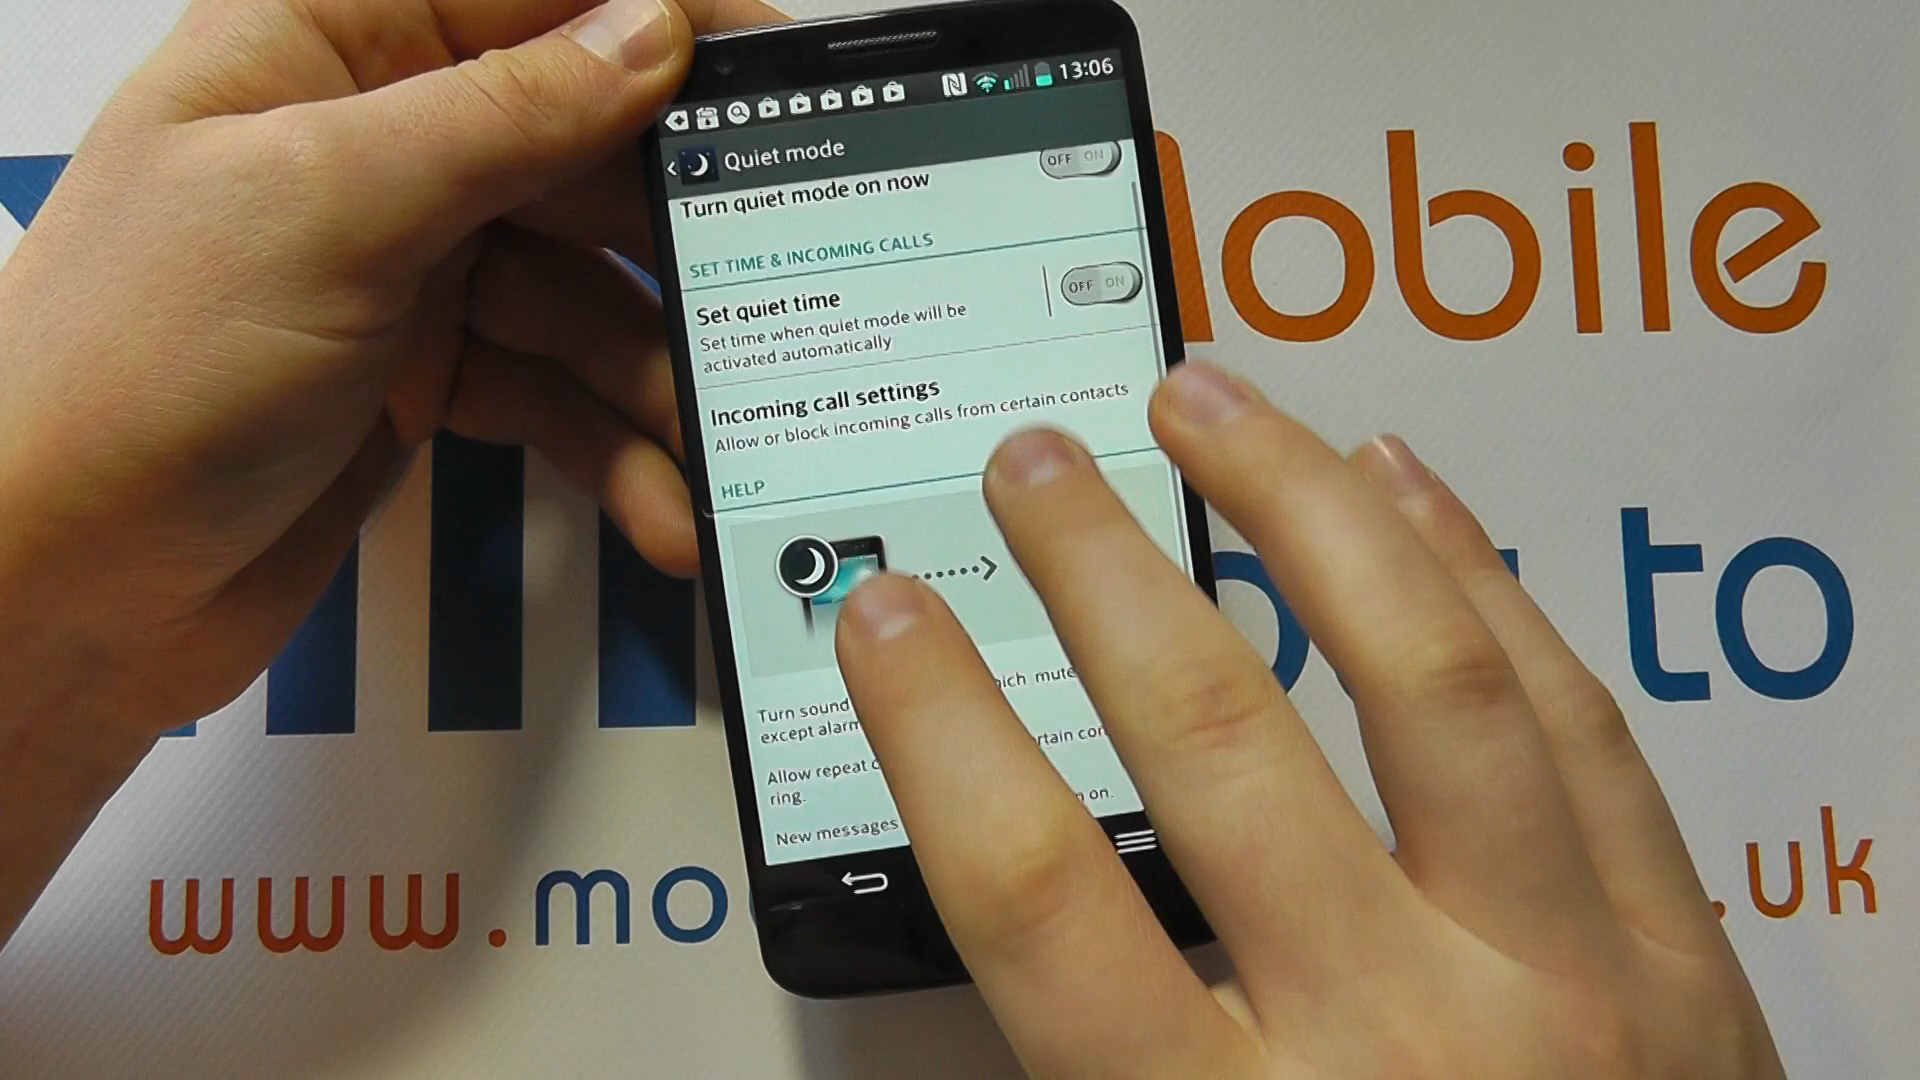 13:06
Quiet mode
Turn quiet mode on now
OFF ON
SET TIME & INCOMING CALLS
Set quiet time
OFF ON
Set time when quiet mode will be
activated automatically
Incoming call settings
Allow or block incoming calls from certain contacts
HELP
Turn sound
mute
except alarm
Allow repeat
ring.
on.
New messages
Mobile
to
www.mo
.uk